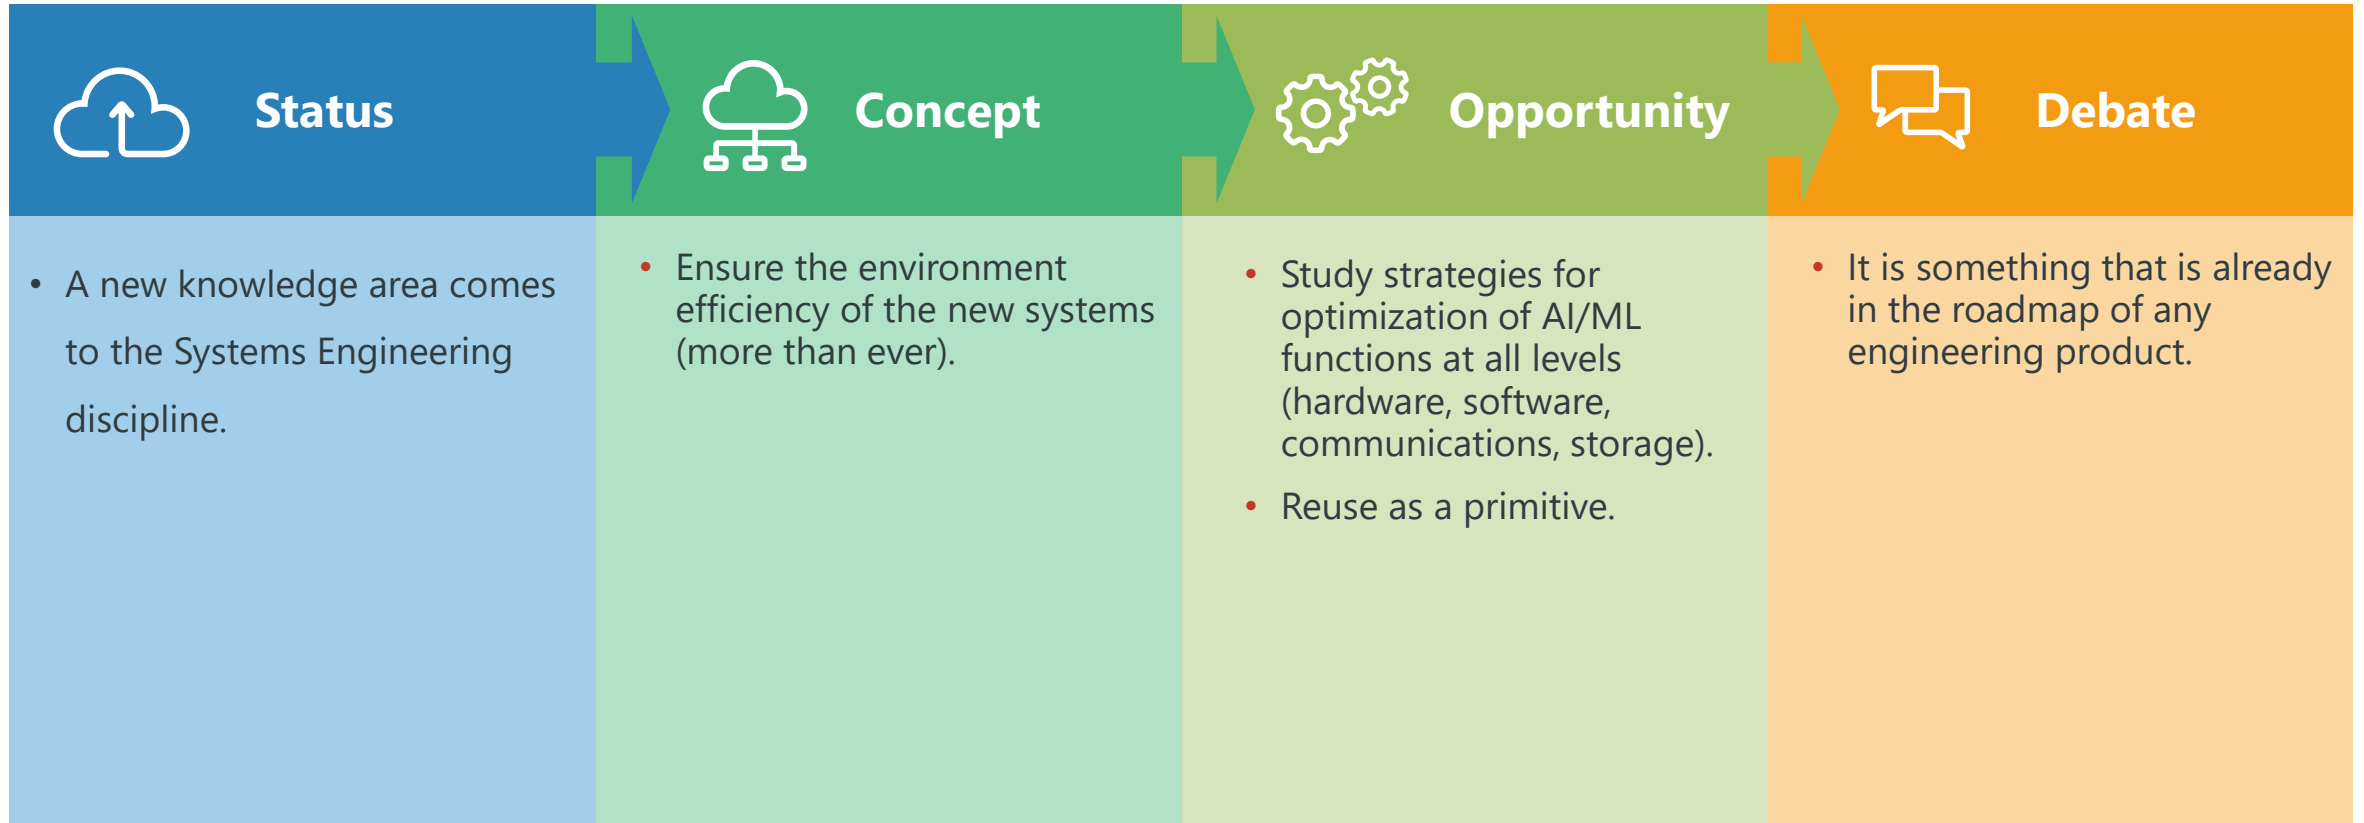 Status
• A new knowledge area comes
to the Systems Engineering
discipline.
Concept
• Ensure the environment
efficiency of the new systems
(more than ever).
Opportunity
• Study strategies for
optimization of AI/ML
functions at all levels
(hardware, software,
communications, storage).
• Reuse as a primitive.
Debate
• It is something that is already
in the roadmap of any
engineering product.